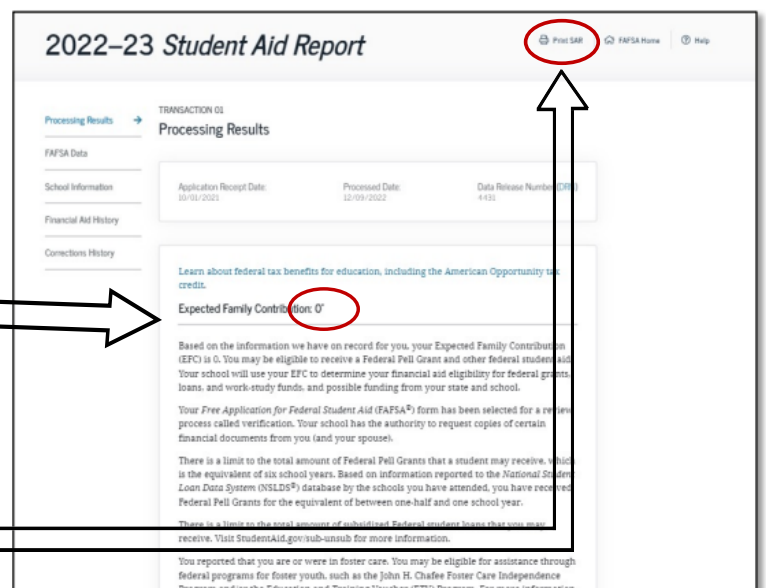 2022–23 Student Aid Report
Print SAR FAFSA Home Help
Processing Results
FAFSA Data
School Information
Financial Aid History
Corrections History
TRANSACTION 01
Processing Results
Application Receipt Date: Processed Date: Data Release Number (DRN)
10/01/2021 12/09/2022 4431
Learn about federal tax benefits for education, including the American Opportunity tax
credit.
Expected Family Contribution: 0*
Based on the information we have on record for you, your Expected Family Contribution
(EFC) is 0. You may be eligible to receive a Federal Pell Grant and other federal student aid.
Your school will use your EFC to determine your financial aid eligibility for federal grants,
loans, and work-study funds, and possible funding from your state and school.
Your Free Application for Federal Student Aid (FAFSA®) form has been selected for a review
process called verification. Your school has the authority to request copies of certain
financial documents from you (and your spouse).
There is a limit to the total amount of Federal Pell Grants that a student may receive, which
is the equivalent of six school years. Based on information reported to the National Student
Loan Data System (NSLDS®) database by the schools you have attended, you have received
Federal Pell Grants for the equivalent of between one-half and one school year.
There is a limit to the total amount of subsidized Federal student loans that you may
receive. Visit StudentAid.gov/sub-unsub for more information.
You reported that you are or were in foster care. You may be eligible for assistance through
federal programs for foster youth, such as the John H. Chafee Foster Care Independence
Program and/or the Education and Training Voucher (ETV) Program. For more information